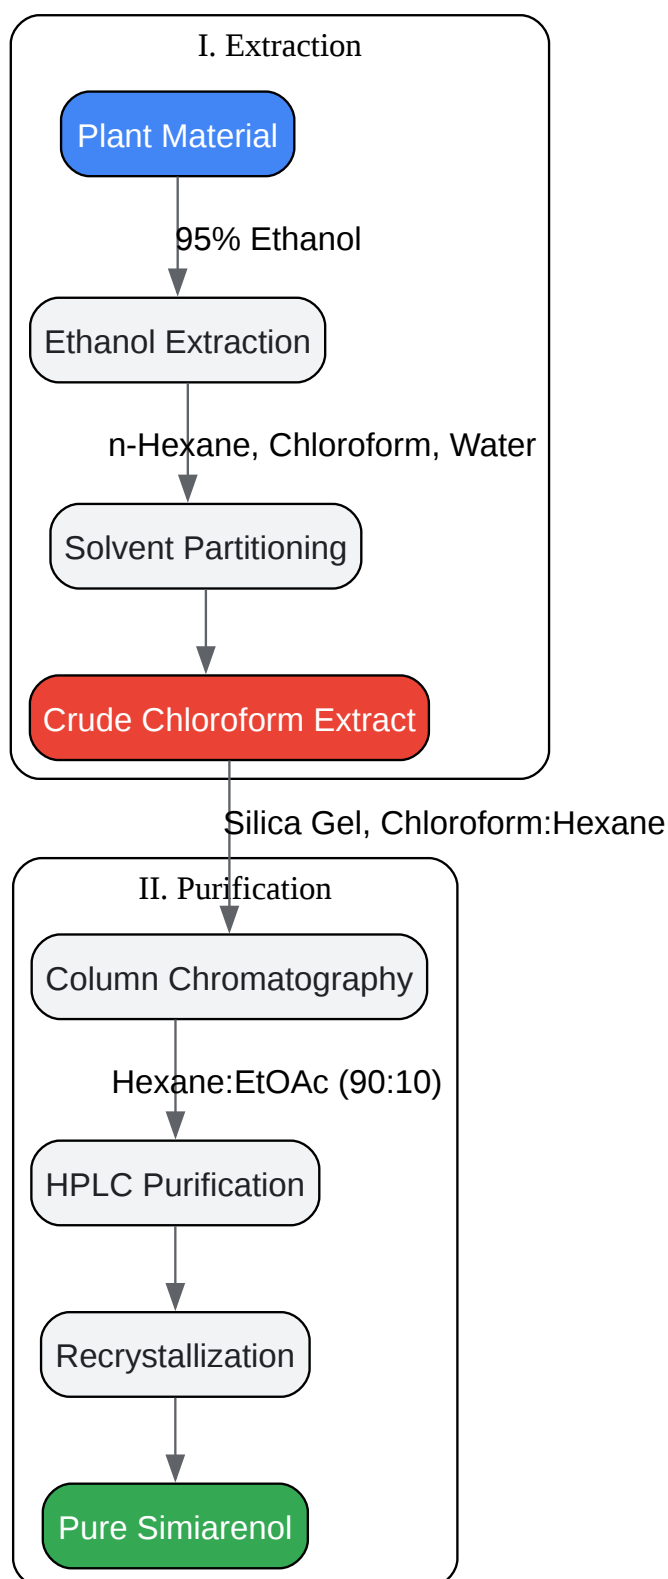 I. Extraction
Plant Material
95% Ethanol
Ethanol Extraction
n-Hexane, Chloroform, Water
Solvent Partitioning
Crude Chloroform Extract
Silica Gel, Chloroform:Hexane
II. Purification
Column Chromatography
Hexane:EtOAc (90:10)
HPLC Purification
Recrystallization
Pure Simiarenol